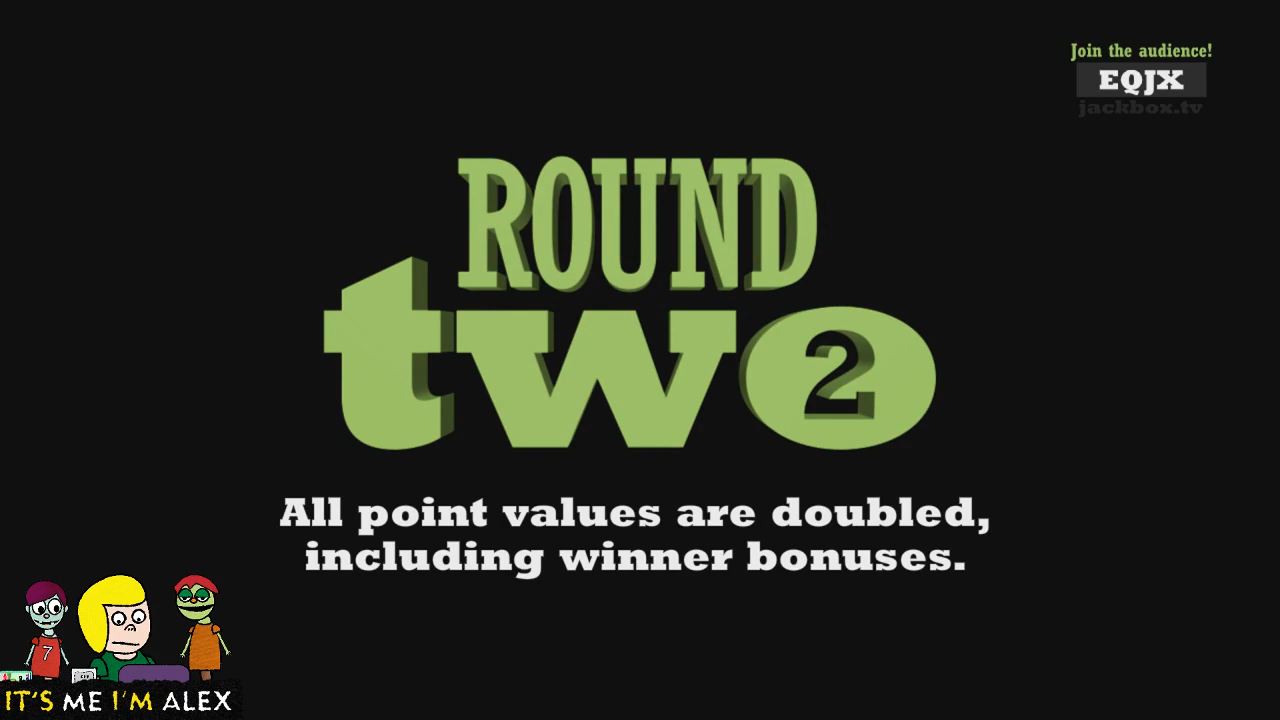 Join the audience!
EQJX
jackbox.tv
ROUND
two
2
All point values are doubled,
including winner bonuses.
7
IT'S ME I'M ALEX